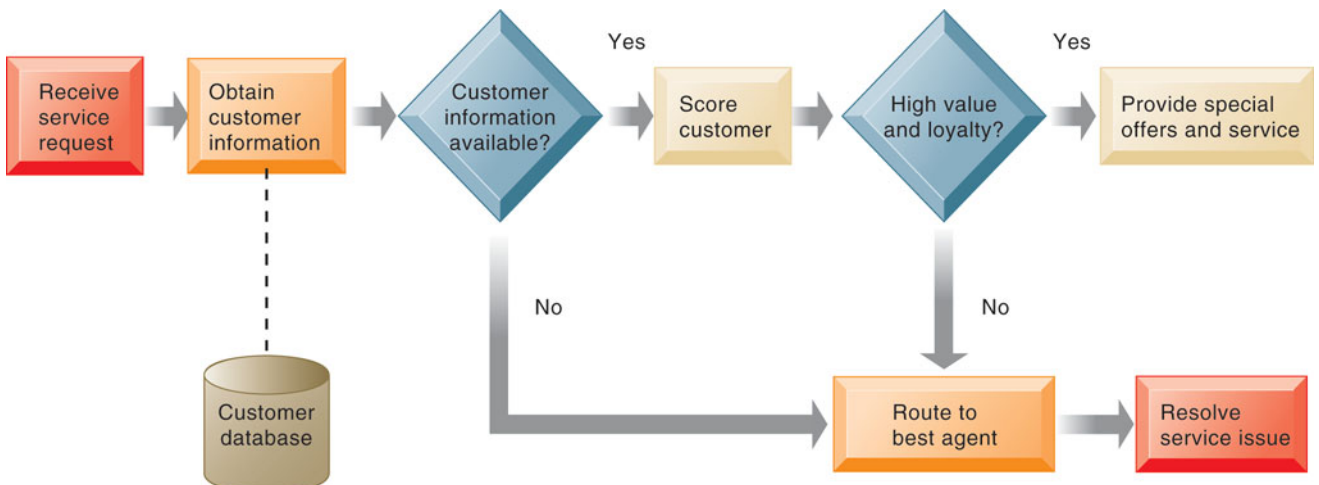 Receive
service
request
Obtain
customer
information
Customer
information
available?
Yes
Score
customer
High value
and loyalty?
Yes
Provide special
offers and service
No
No
Customer
database
Route to
best agent
Resolve
service issue